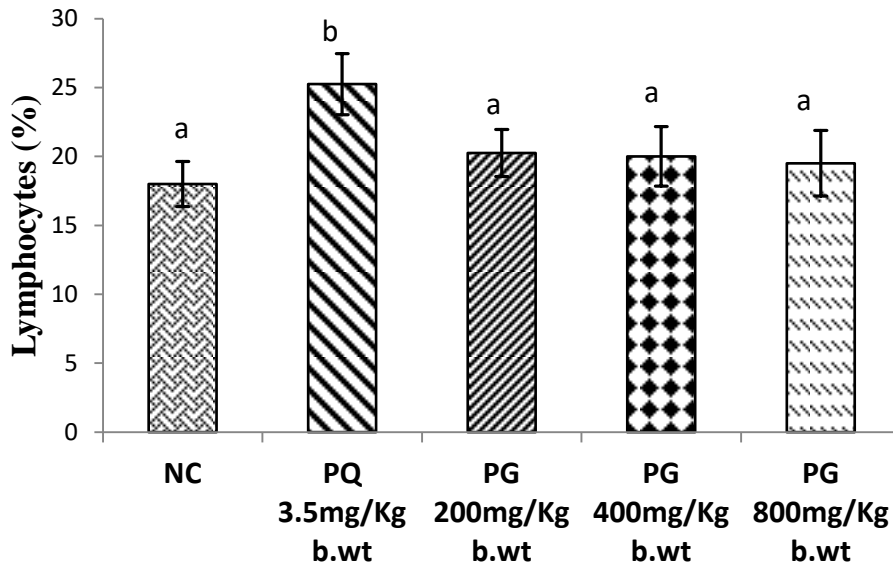 Lymphocytes (%)
30
25
20
15
10
5
0
a
b
a
a
a
NC
PQ
3.5mg/Kg
b.wt
PG
200mg/Kg
b.wt
PG
400mg/Kg
b.wt
PG
800mg/Kg
b.wt